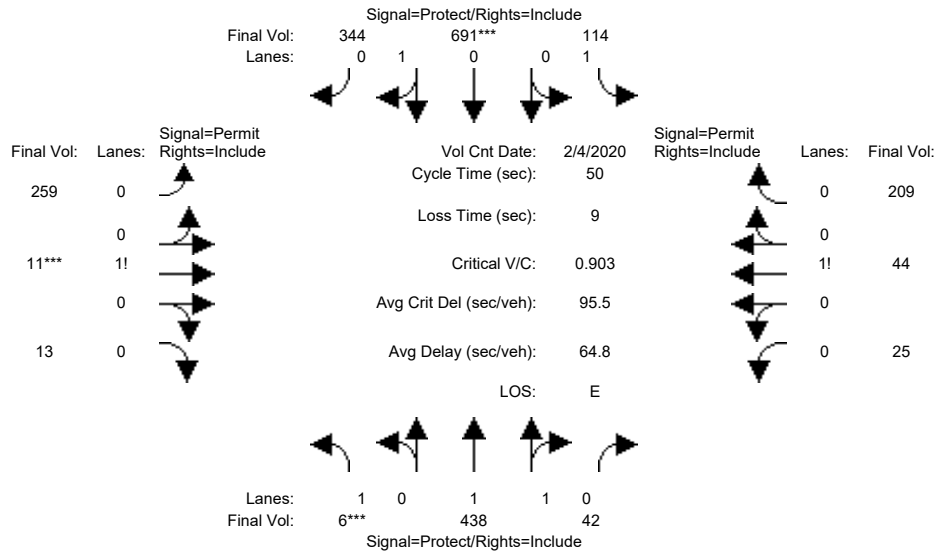 Signal=Protect/Rights=Include
Final Vol: 344 691*** 114
Lanes: 0 1 0 0 1
Signal=Permit
Final Vol: Lanes: Rights=Include
Vol Cnt Date: 2/4/2020
Signal=Permit
Rights=Include Lanes: Final Vol:
Cycle Time (sec): 50
259 0
0 209
Loss Time (sec): 9
0
0
11*** 1!
Critical V/C: 0.903
1! 44
0
Avg Crit Del (sec/veh): 95.5
0
13 0
Avg Delay (sec/veh): 64.8
0 25
LOS: E
Lanes: 1 0 1 1 0
Final Vol: 6*** 438 42
Signal=Protect/Rights=Include